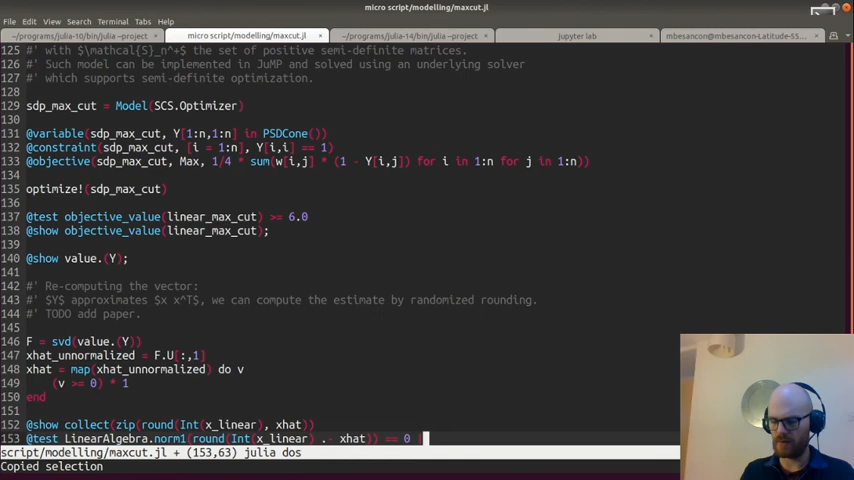 micro script/modelling/maxcut.jl
File Edit View Search Terminal Tabs Help
~/programs/julia-10/bin/julia –project × micro script/modelling/maxcut.jl × ~/programs/julia-14/bin/julia –project × jupyter lab × mbesancon@mbesancon-Latitude-55... ×
125 #' with $\mathcal{S}_n^+$ the set of positive semi-definite matrices.
126 #' Such model can be implemented in JuMP and solved using an underlying solver
127 #' which supports semi-definite optimization.
128
129 sdp_max_cut = Model(SCS.Optimizer)
130
131 @variable(sdp_max_cut, Y[1:n,1:n] in PSDCone())
132 @constraint(sdp_max_cut, [i = 1:n], Y[i,i] == 1)
133 @objective(sdp_max_cut, Max, 1/4 * sum(w[i,j] * (1 - Y[i,j]) for i in 1:n for j in 1:n))
134
135 optimize!(sdp_max_cut)
136
137 @test objective_value(linear_max_cut) >= 6.0
138 @show objective_value(linear_max_cut);
139
140 @show value.(Y);
141
142 #' Re-computing the vector:
143 #' $Y$ approximates $x x^T$, we can compute the estimate by randomized rounding.
144 #' TODO add paper.
145
146 F = svd(value.(Y))
147 xhat_unnormalized = F.U[:,1]
148 xhat = map(xhat_unnormalized) do v
149 (v >= 0) * 1
150 end
151
152 @show collect(zip(round(Int(x_linear), xhat))
153 @test LinearAlgebra.norm1(round(Int(x_linear) .- xhat)) == 0 |
script/modelling/maxcut.jl + (153,63) julia dos
Copied selection